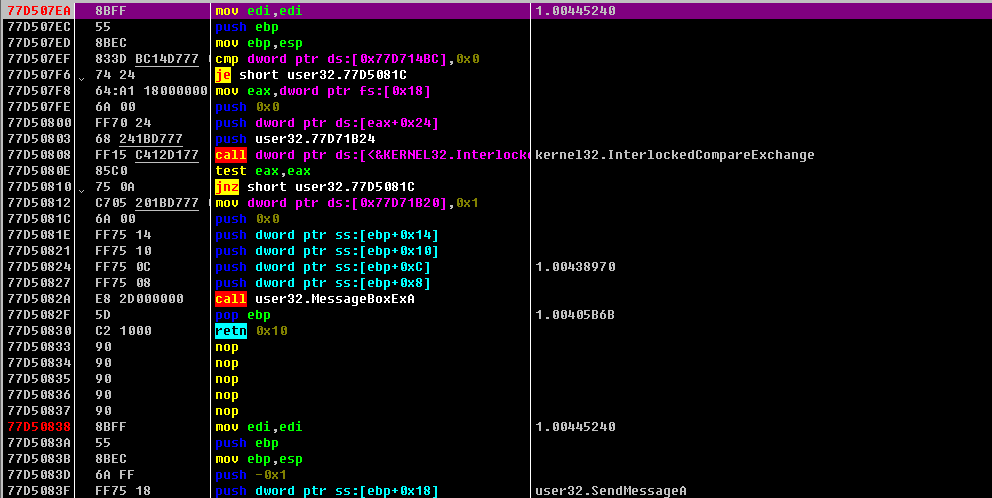 77D507EA 8BFF mov edi,edi 1.00445240
77D507EC 55 push ebp
77D507ED 8BEC mov ebp,esp
77D507EF 833D BC14D777 cmp dword ptr ds:[0x77D714BC],0x0
77D507F6 74 24 je short user32.77D5081C
77D507F8 64:A1 18000000 mov eax,dword ptr fs:[0x18]
77D507FE 6A 00 push 0x0
77D50800 FF70 24 push dword ptr ds:[eax+0x24]
77D50803 68 241BD777 push user32.77D71B24
77D50808 FF15 C412D177 call dword ptr ds:[<&KERNEL32.Interlocke kernel32.InterlockedCompareExchange
77D5080E 85C0 test eax,eax
77D50810 75 0A jnz short user32.77D5081C
77D50812 C705 201BD777 mov dword ptr ds:[0x77D71B20],0x1
77D5081C 6A 00 push 0x0
77D5081E FF75 14 push dword ptr ss:[ebp+0x14]
77D50821 FF75 10 push dword ptr ss:[ebp+0x10]
77D50824 FF75 0C push dword ptr ss:[ebp+0xC] 1.00438970
77D50827 FF75 08 push dword ptr ss:[ebp+0x8]
77D5082A E8 2D000000 call user32.MessageBoxExA
77D5082F 5D pop ebp 1.00405B6B
77D50830 C2 1000 retn 0x10
77D50833 90 nop
77D50834 90 nop
77D50835 90 nop
77D50836 90 nop
77D50837 90 nop
77D50838 8BFF mov edi,edi 1.00445240
77D5083A 55 push ebp
77D5083B 8BEC mov ebp,esp
77D5083D 6A FF push -0x1
77D5083F FF75 18 push dword ptr ss:[ebp+0x18] user32.SendMessageA